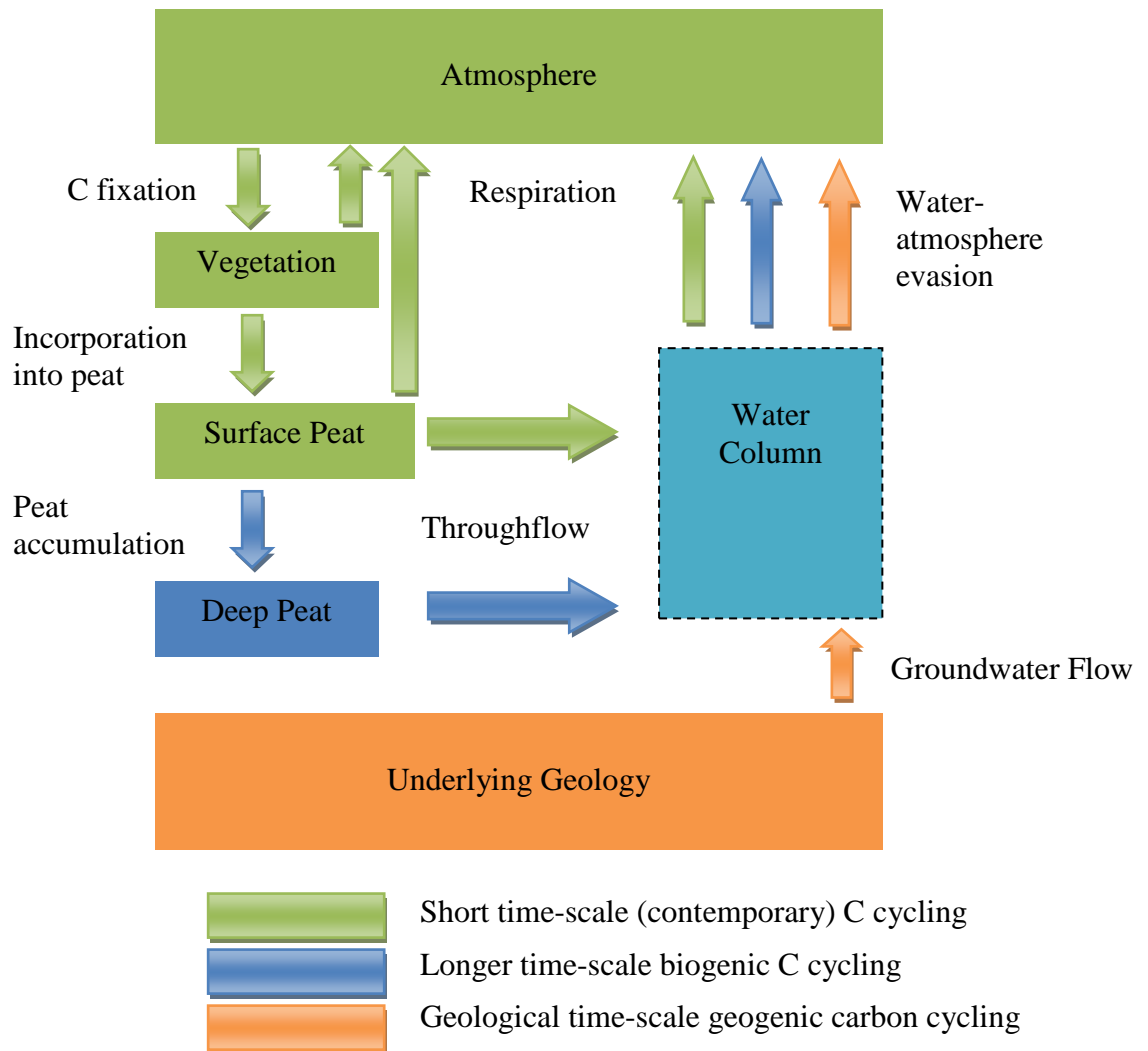 Atmosphere
C fixation
Respiration
Water-
atmosphere
evasion
Vegetation
Incorporation
into peat
Surface Peat
Water
Column
Peat
accumulation
Throughflow
Deep Peat
Groundwater Flow
Underlying Geology
Short time-scale (contemporary) C cycling
Longer time-scale biogenic C cycling
Geological time-scale geogenic carbon cycling